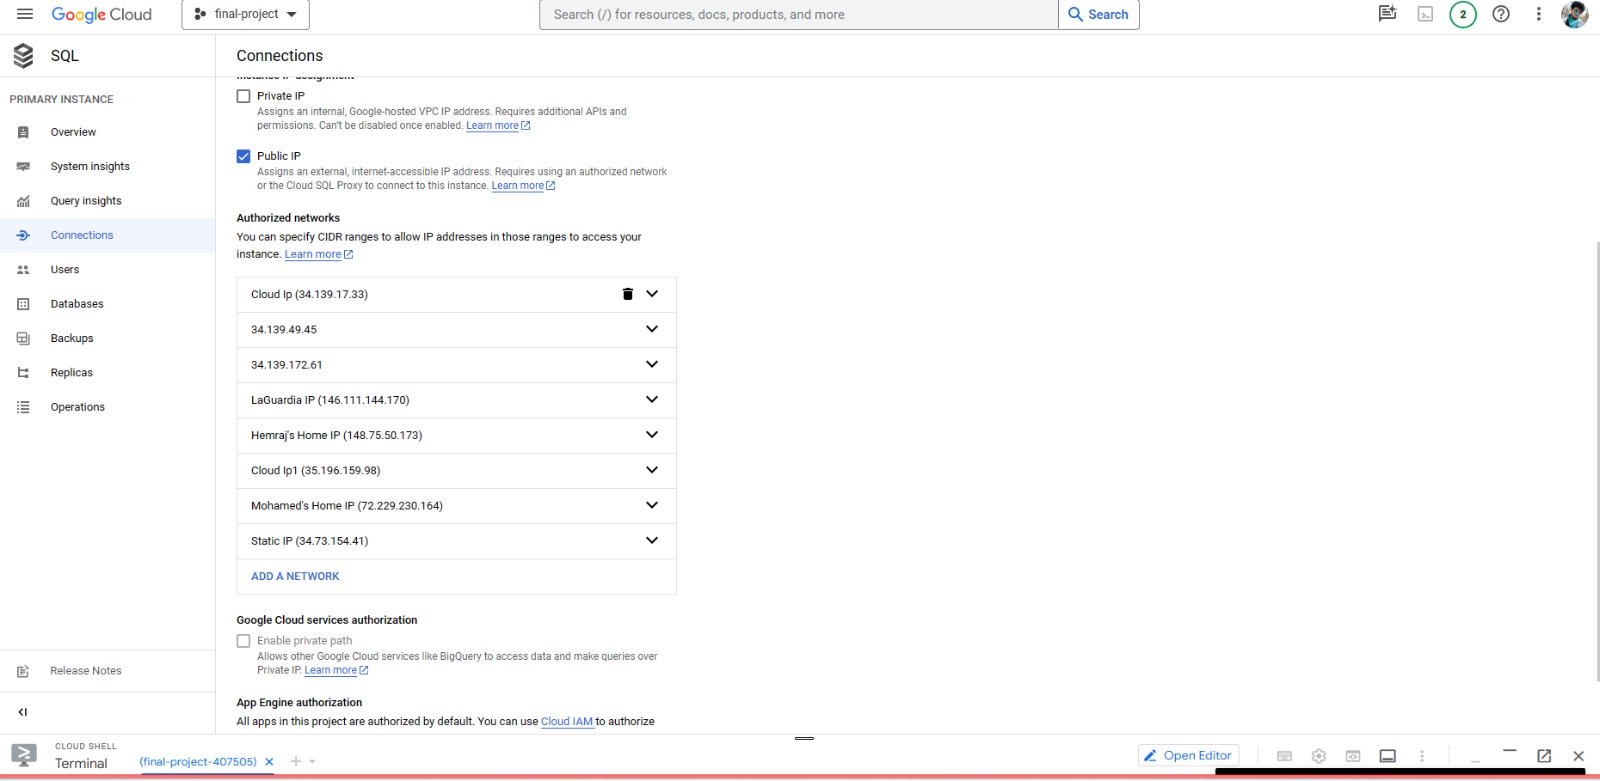 Google Cloud
final-project
Search (/) for resources, docs, products, and more
Search
2
SQL
Connections
PRIMARY INSTANCE
Overview
System insights
Query insights
Connections
Users
Databases
Backups
Replicas
Operations
Release Notes
Instance IP assignment
Private IP
Assigns an internal, Google-hosted VPC IP address. Requires additional APIs and
permissions. Can't be disabled once enabled. Learn more
Public IP
Assigns an external, internet-accessible IP address. Requires using an authorized network
or the Cloud SQL Proxy to connect to this instance. Learn more
Authorized networks
You can specify CIDR ranges to allow IP addresses in those ranges to access your
instance. Learn more
Cloud Ip (34.139.17.33)
34.139.49.45
34.139.172.61
LaGuardia IP (146.111.144.170)
Hemraj's Home IP (148.75.50.173)
Cloud Ip1 (35.196.159.98)
Mohamed's Home IP (72.229.230.164)
Static IP (34.73.154.41)
ADD A NETWORK
Google Cloud services authorization
Enable private path
Allows other Google Cloud services like BigQuery to access data and make queries over
Private IP. Learn more
App Engine authorization
All apps in this project are authorized by default. You can use Cloud IAM to authorize
CLOUD SHELL
Terminal
(final-project-407505)
Open Editor